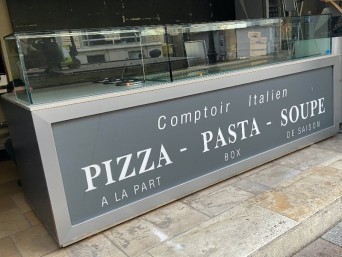 Comptoir Italien
PIZZA - PASTA - SOUPE
A LA PART BOX DE SAISON